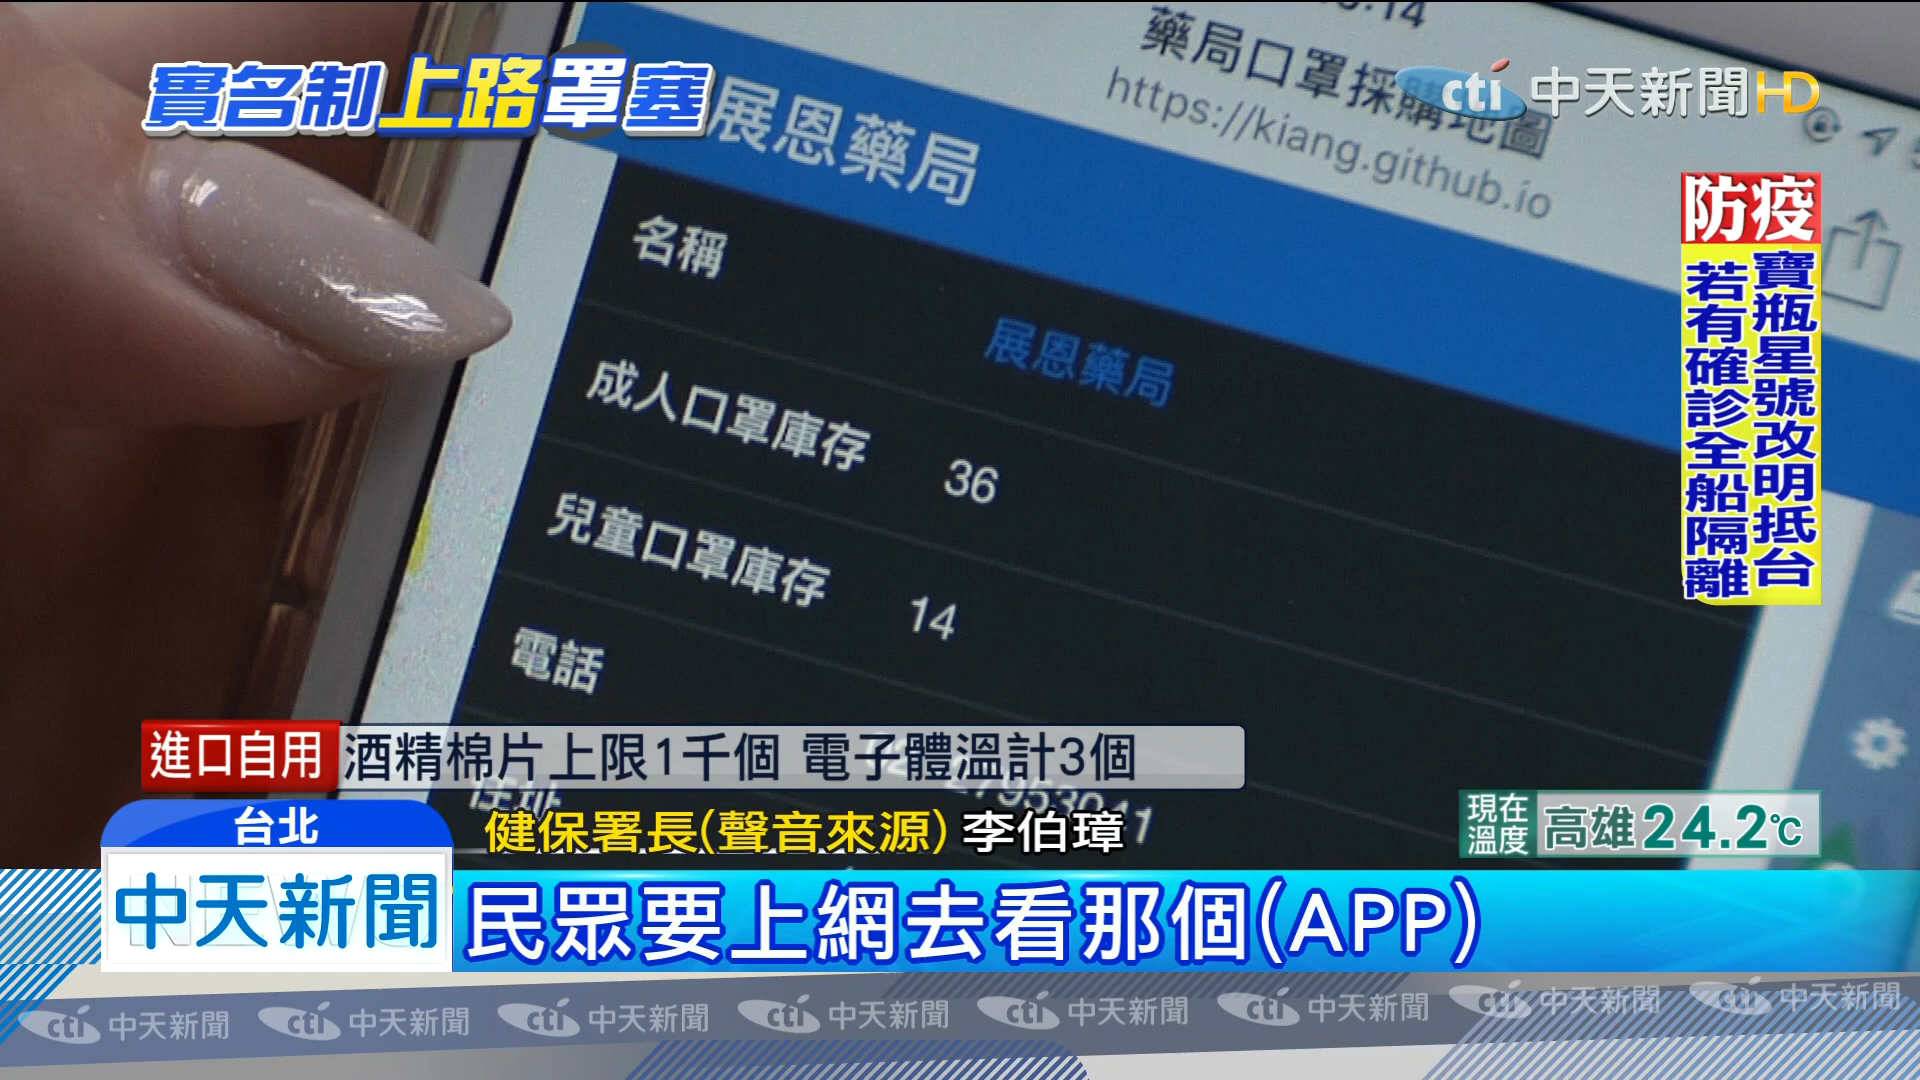 實名制上路罩塞
藥局口罩採購地圖
https://kiang.github.io
cti 中天新聞HD
展恩藥局
名稱
展恩藥局
成人口罩庫存 36
兒童口罩庫存 14
電話
住址
防疫
寶瓶星號改明抵台
若有確診全船隔離
進口自用 酒精棉片上限1千個 電子體溫計3個
台北
健保署長(聲音來源) 李伯璋
現在溫度 高雄 24.2℃
中天新聞
民眾要上網去看那個(APP)
cti 中天新聞 cti 中天新聞 cti 中天新聞 cti 中天新聞 cti 中天新聞 cti 中天新聞 cti 中天新聞 cti 中天新聞